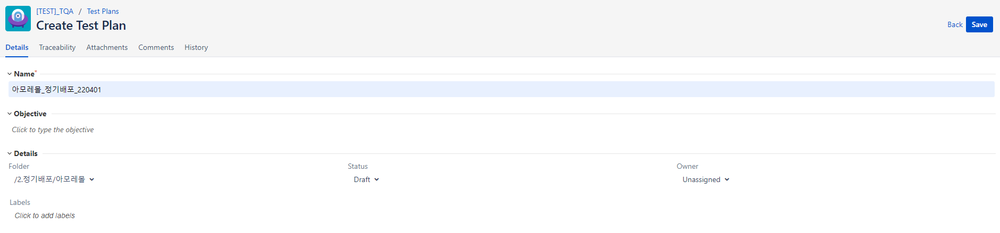 [TEST]_TQA / Test Plans
Create Test Plan
Back Save
Details Traceability Attachments Comments History
Name*
아모레몰_정기배포_220401
Objective
Click to type the objective
Details
Folder Status Owner
/2.정기배포/아모레몰 Draft Unassigned
Labels
Click to add labels